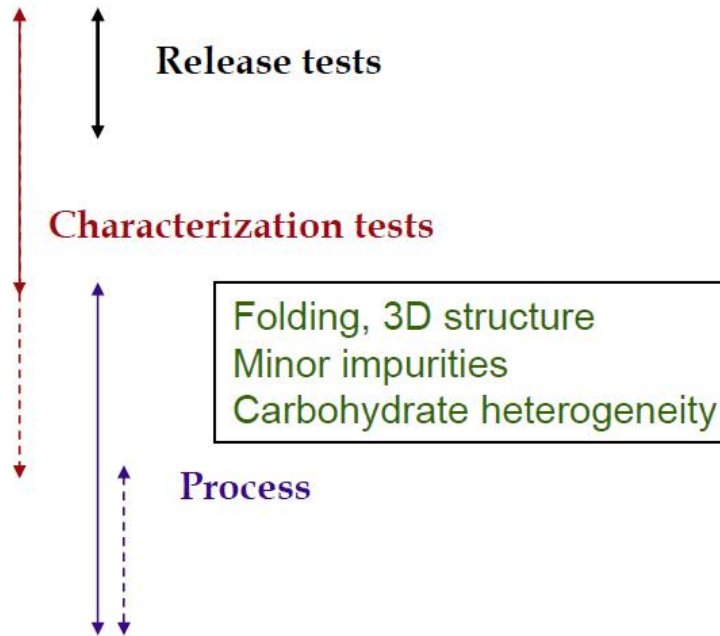 Release tests
Characterization tests
Folding, 3D structure
Minor impurities
Carbohydrate heterogeneity
Process